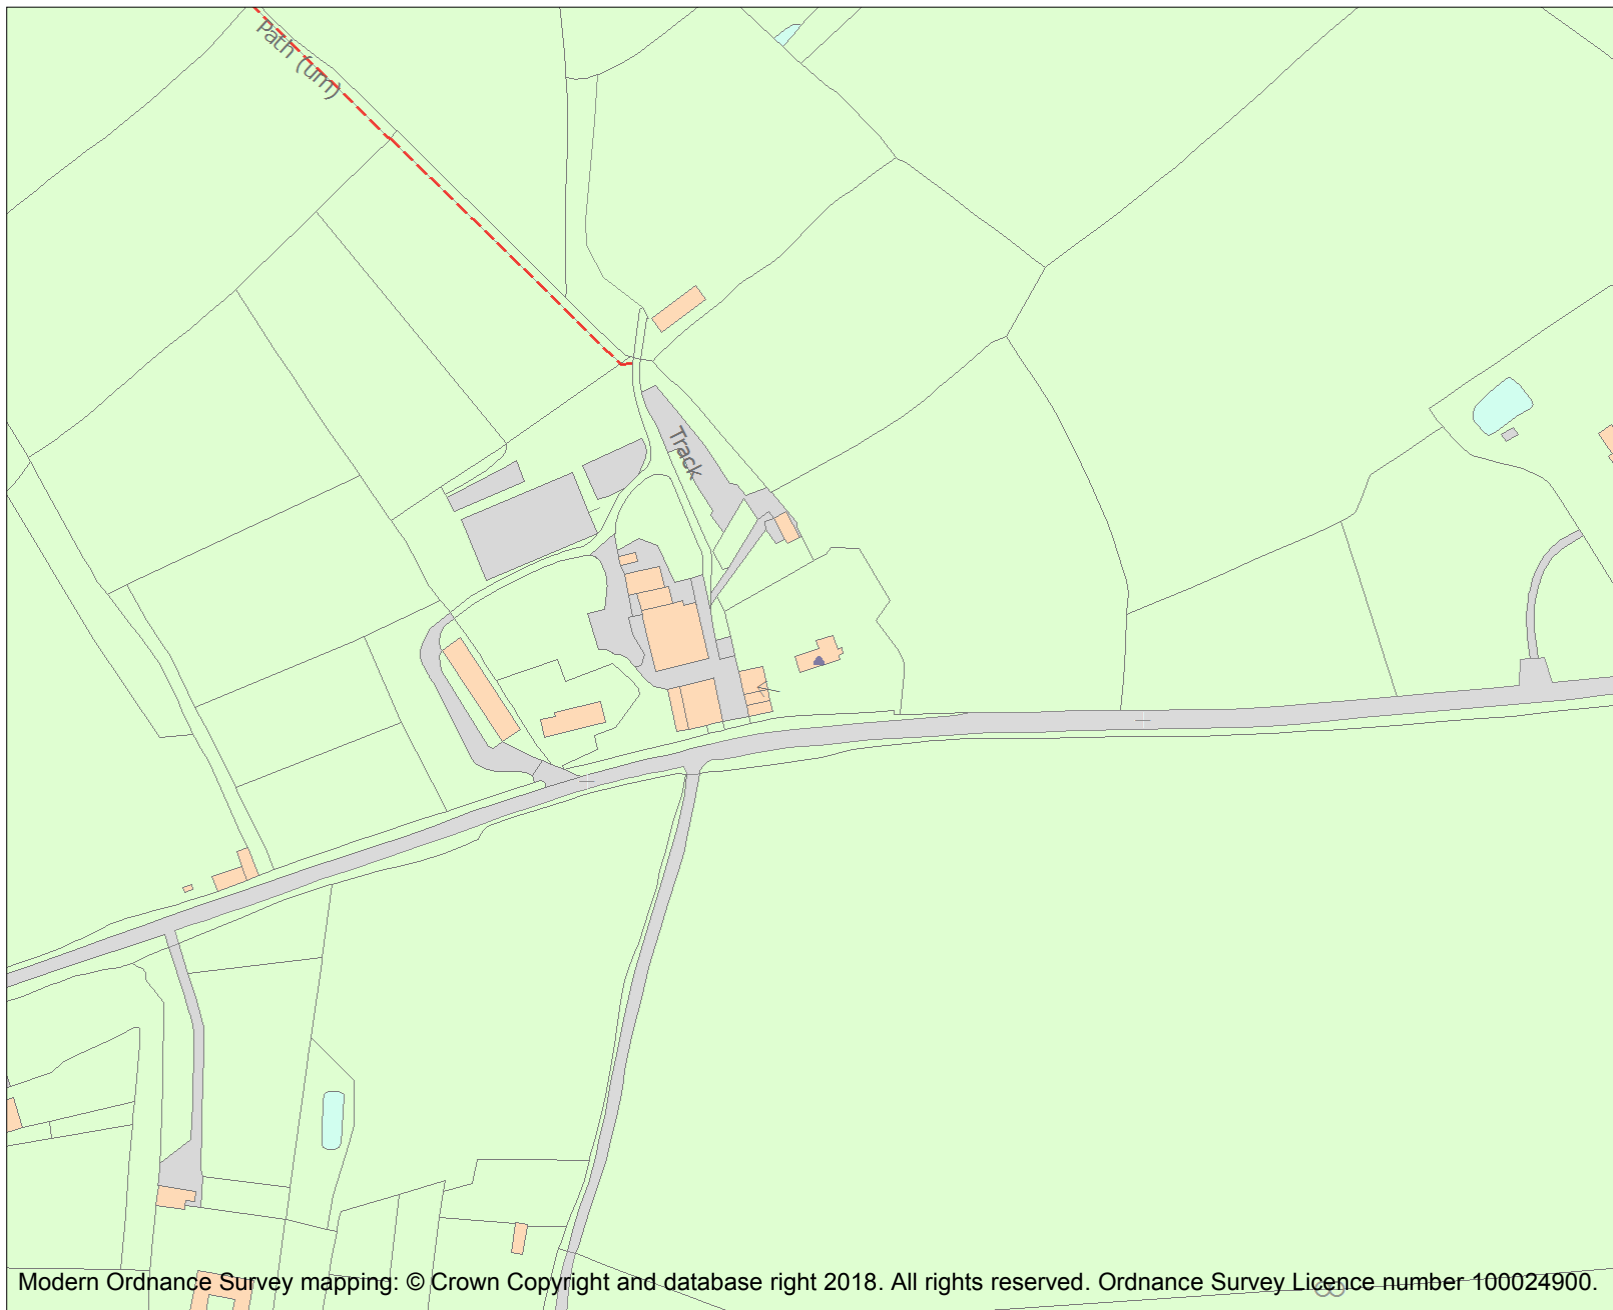 Path (um)
Track
Modern Ordnance Survey mapping: © Crown Copyright and database right 2018. All rights reserved. Ordnance Survey Licence number 100024900.